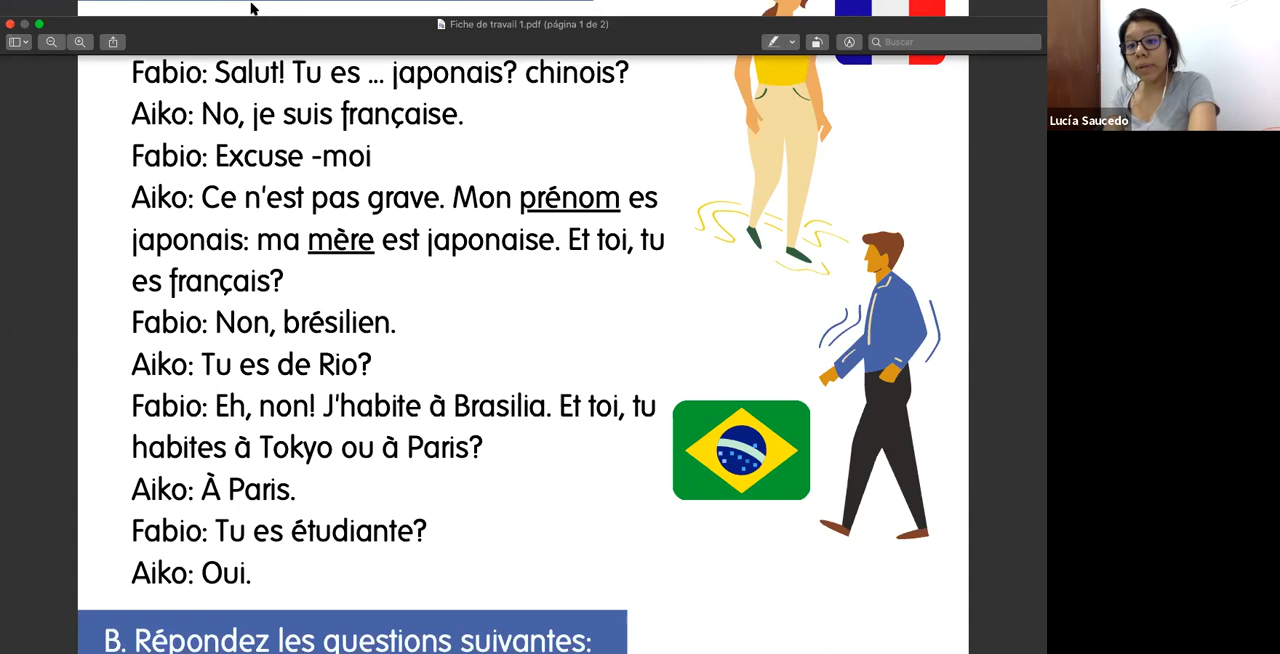 Fiche de travail 1.pdf (página 1 de 2)
Buscar
Fabio: Salut! Tu es ... japonais? chinois?
Aiko: No, je suis française.
Fabio: Excuse -moi
Aiko: Ce n'est pas grave. Mon prénom es
japonais: ma mère est japonaise. Et toi, tu
es français?
Fabio: Non, brésilien.
Aiko: Tu es de Rio?
Fabio: Eh, non! J'habite à Brasilia. Et toi, tu
habites à Tokyo ou à Paris?
Aiko: À Paris.
Fabio: Tu es étudiante?
Aiko: Oui.
B. Répondez les questions suivantes:
Lucía Saucedo